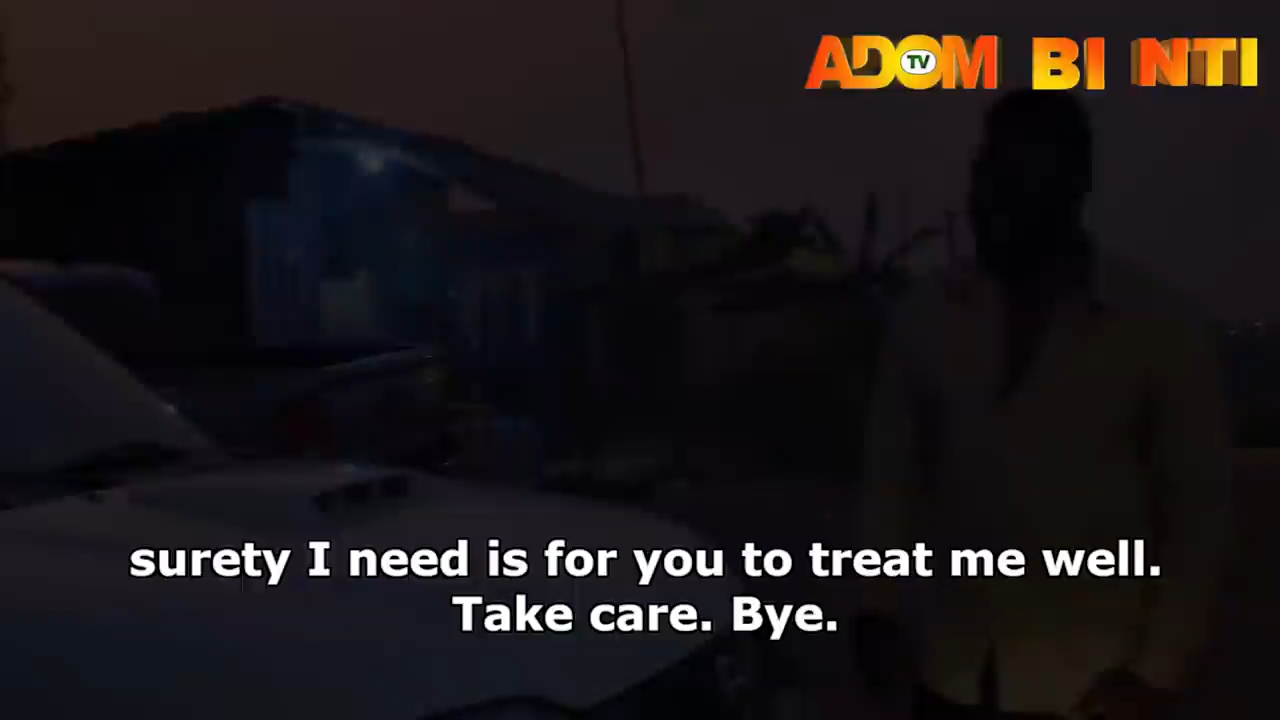 ADOM TV BI NTI
surety I need is for you to treat me well.
Take care. Bye.